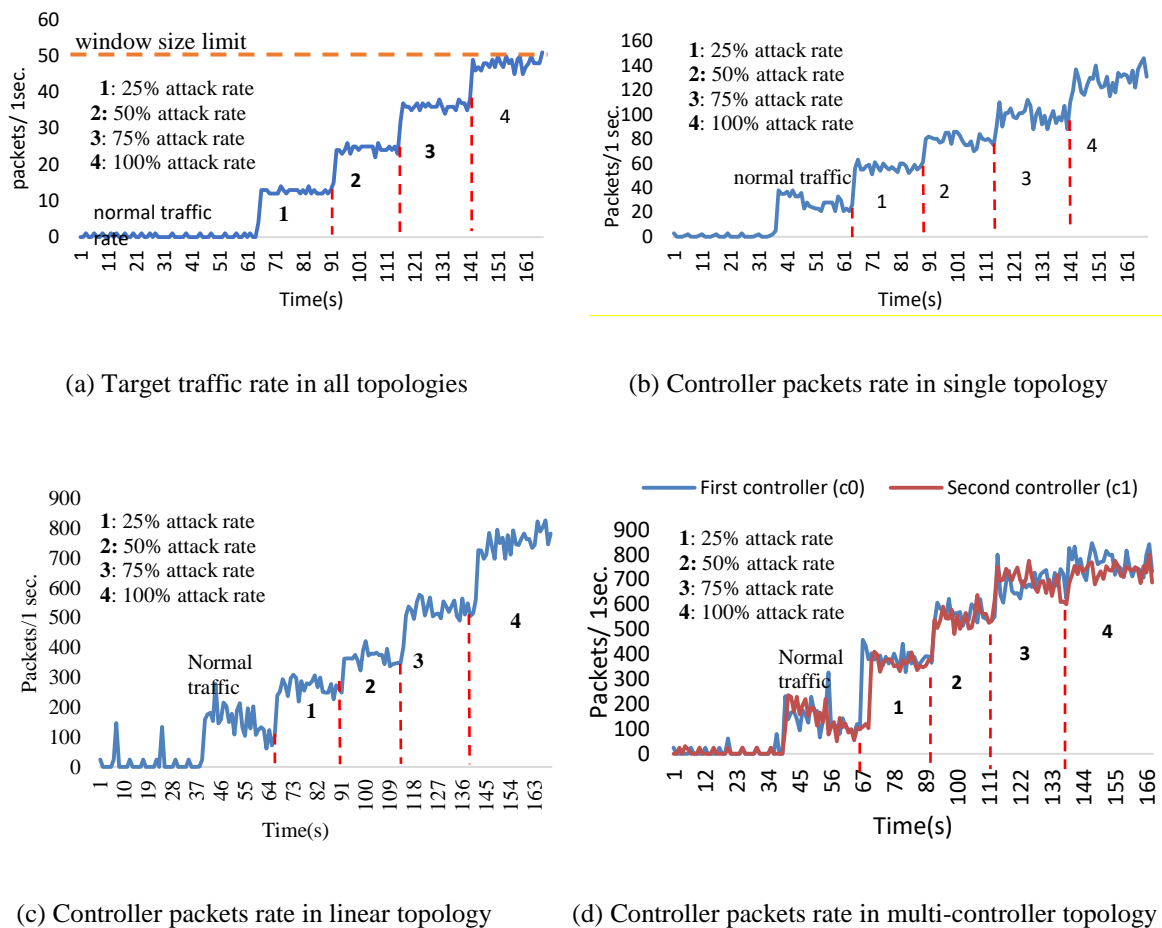 60
50
40
30
20
10
0
packets/ 1sec.
window size limit
1: 25% attack rate
2: 50% attack rate
3: 75% attack rate
4: 100% attack rate
normal traffic
rate
1
2
3
4
1 11 21 31 41 51 61 71 81 91 101 111 121 131 141 151 161
Time(s)
(a) Target traffic rate in all topologies
160
140
120
100
80
60
40
20
0
Packets/1 sec.
1: 25% attack rate
2: 50% attack rate
3: 75% attack rate
4: 100% attack rate
normal traffic
1
2
3
4
1 11 21 31 41 51 61 71 81 91 101 111 121 131 141 151 161
Time(s)
(b) Controller packets rate in single topology
900
800
700
600
500
400
300
200
100
0
Packets/1 sec.
1: 25% attack rate
2: 50% attack rate
3: 75% attack rate
4: 100% attack rate
Normal
traffic
1
2
3
4
1 10 19 28 37 46 55 64 73 82 91 100 109 118 127 136 145 154 163
Time(s)
(c) Controller packets rate in linear topology
First controller (c0) Second controller (c1)
900
800
700
600
500
400
300
200
100
0
Packets/ 1sec.
1: 25% attack rate
2: 50% attack rate
3: 75% attack rate
4: 100% attack rate
Normal
traffic
1
2
3
4
1 12 23 34 45 56 67 78 89 100 111 122 133 144 155 166
Time(s)
(d) Controller packets rate in multi-controller topology